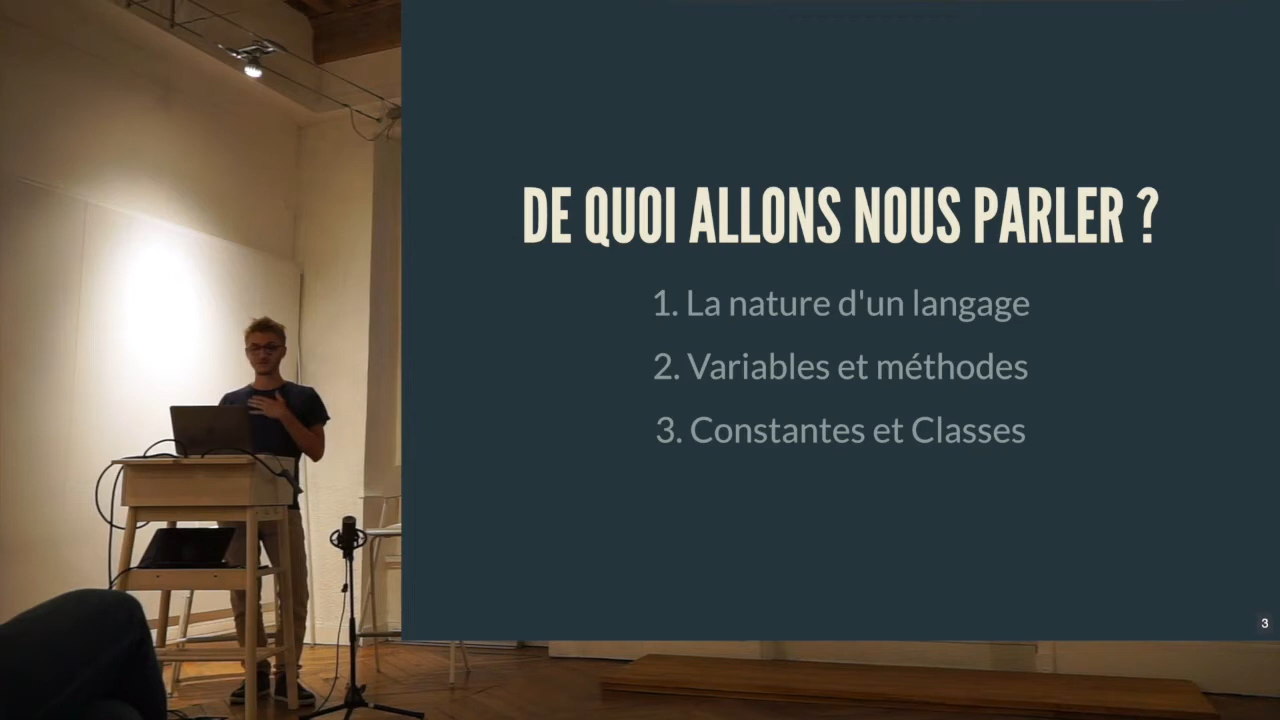 DE QUOI ALLONS NOUS PARLER ?
1. La nature d'un langage
2. Variables et méthodes
3. Constantes et Classes
3